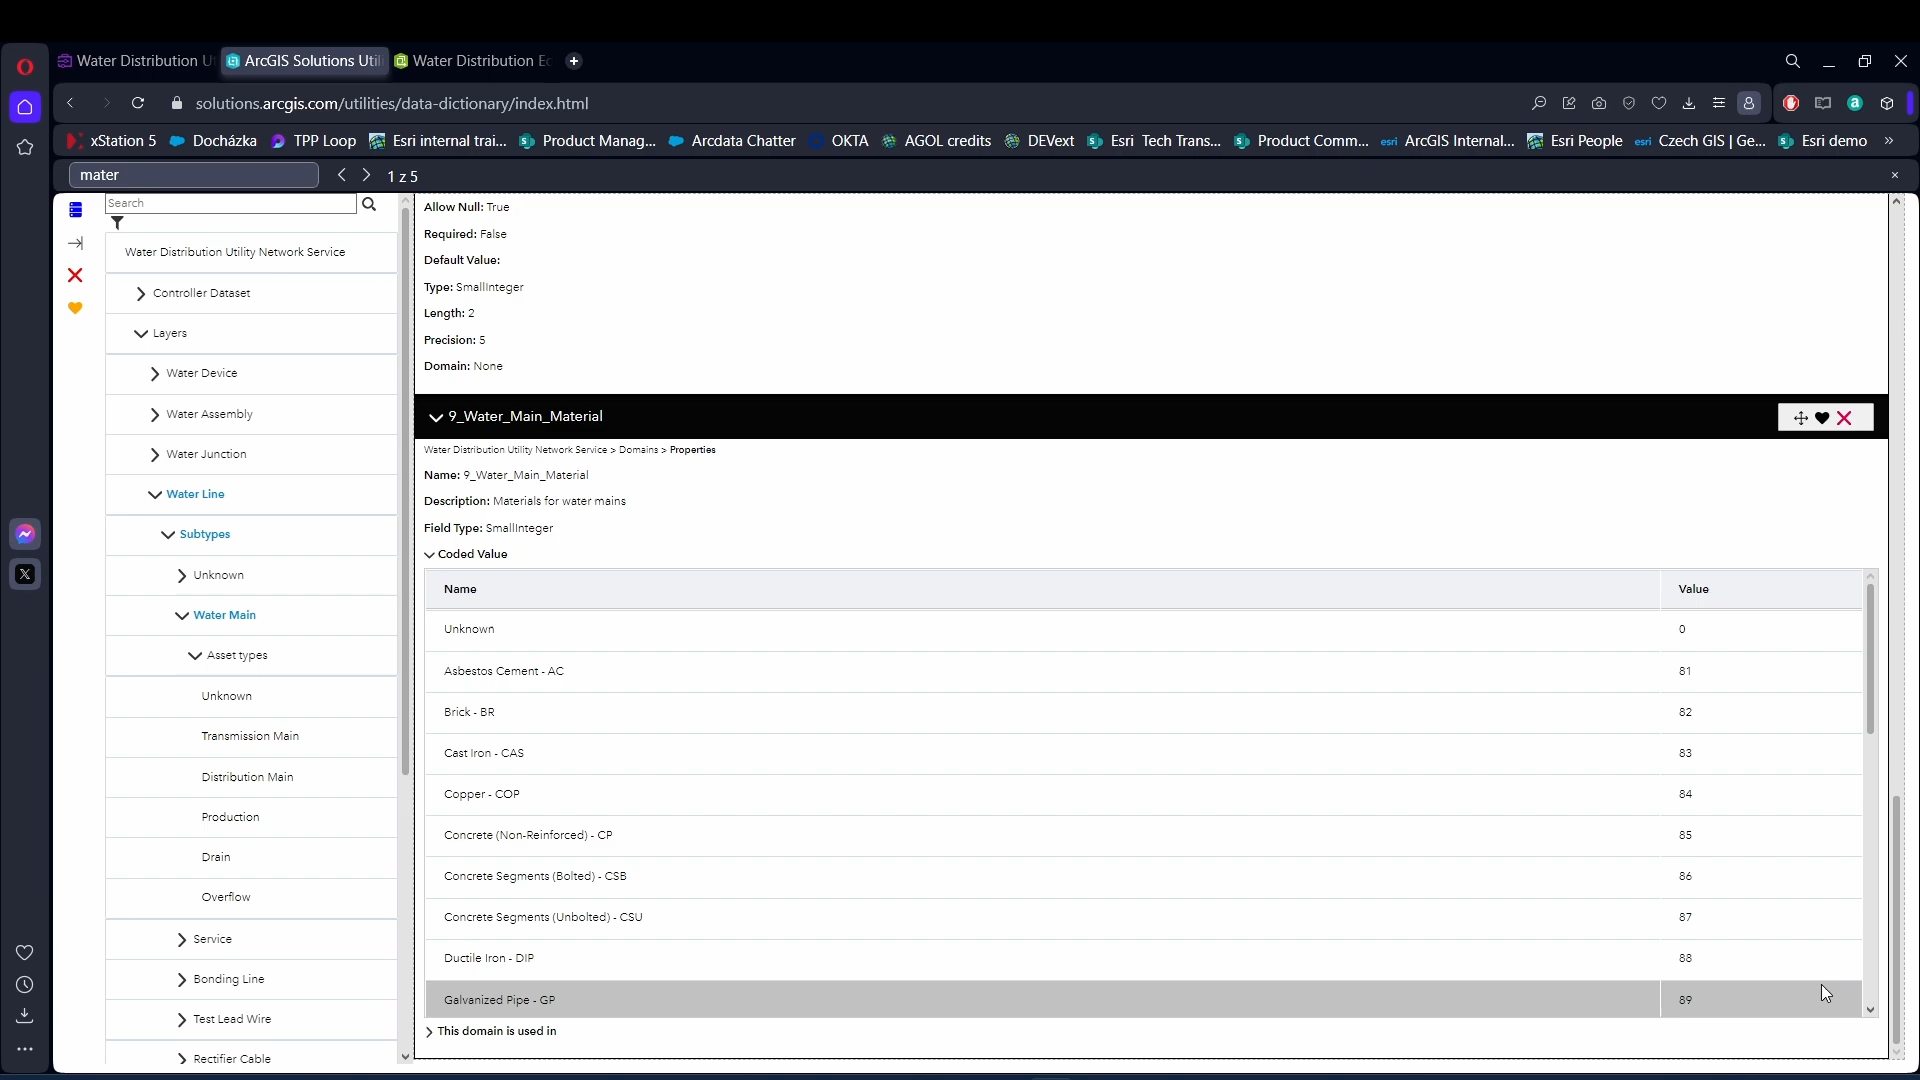 Water Distribution U
ArcGIS Solutions Util
Water Distribution Ed
solutions.arcgis.com/utilities/data-dictionary/index.html
xStation 5
Docházka
TPP Loop
Esri internal trai...
Product Manag...
Arcdata Chatter
OKTA
AGOL credits
DEVext
Esri Tech Trans...
Product Comm...
esri ArcGIS Internal...
Esri People
esri Czech GIS | Ge...
Esri demo
»
mater
1 z 5
Search
Water Distribution Utility Network Service
Controller Dataset
Layers
Water Device
Water Assembly
Water Junction
Water Line
Subtypes
Unknown
Water Main
Asset types
Unknown
Transmission Main
Distribution Main
Production
Drain
Overflow
Service
Bonding Line
Test Lead Wire
Rectifier Cable
Allow Null: True
Required: False
Default Value:
Type: SmallInteger
Length: 2
Precision: 5
Domain: None
9_Water_Main_Material
Water Distribution Utility Network Service > Domains > Properties
Name: 9_Water_Main_Material
Description: Materials for water mains
Field Type: SmallInteger
Coded Value
Name Value
Unknown 0
Asbestos Cement - AC 81
Brick - BR 82
Cast Iron - CAS 83
Copper - COP 84
Concrete (Non-Reinforced) - CP 85
Concrete Segments (Bolted) - CSB 86
Concrete Segments (Unbolted) - CSU 87
Ductile Iron - DIP 88
Galvanized Pipe - GP 89
This domain is used in